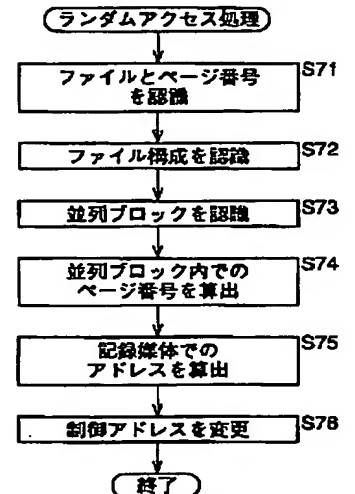 ランダムアクセス処理
S71
ファイルとページ番号
を認識
S72
ファイル構成を認識
S73
並列ブロックを認識
S74
並列ブロック内での
ページ番号を算出
S75
記録媒体での
アドレスを算出
S76
制御アドレスを変更
終了